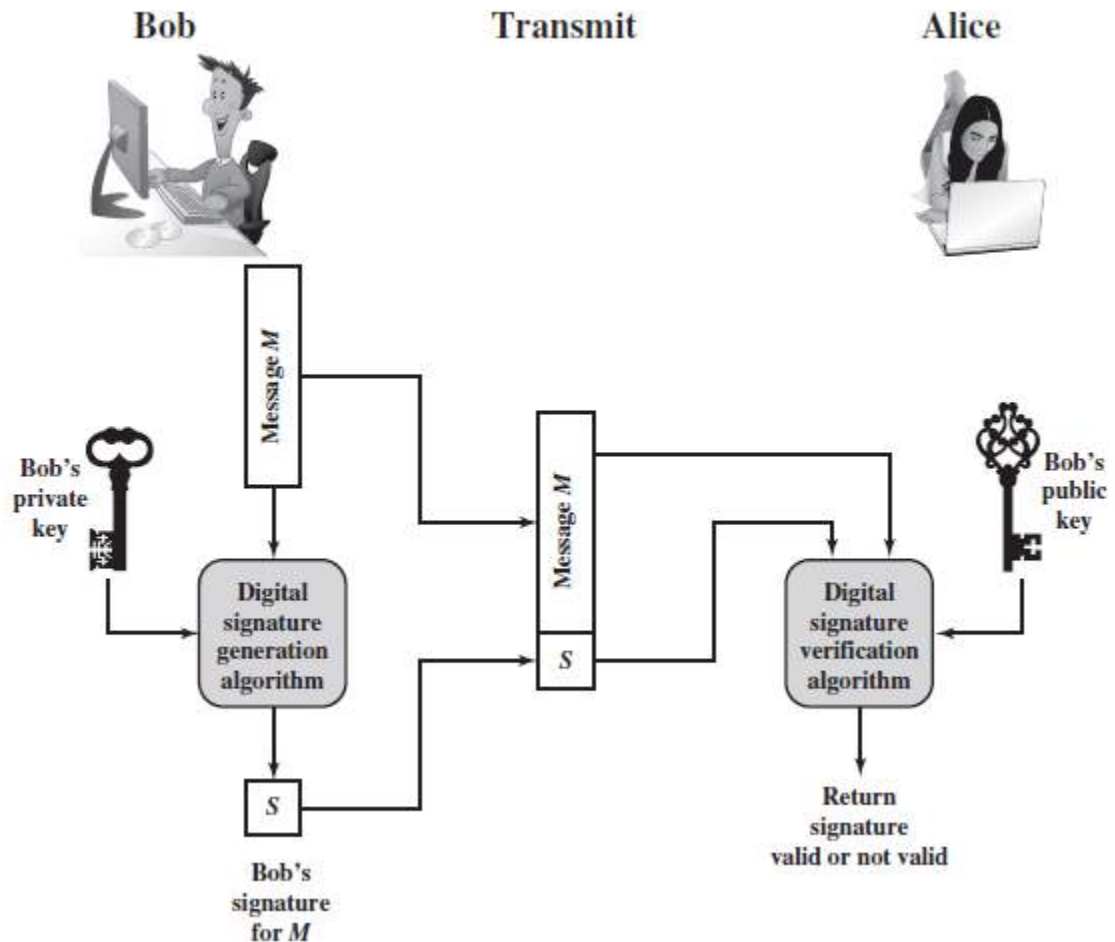 Bob
Transmit
Alice
Message M
Bob's
private
key
Digital
signature
generation
algorithm
S
Bob's
signature
for M
Message M
S
Bob's
public
key
Digital
signature
verification
algorithm
Return
signature
valid or not valid